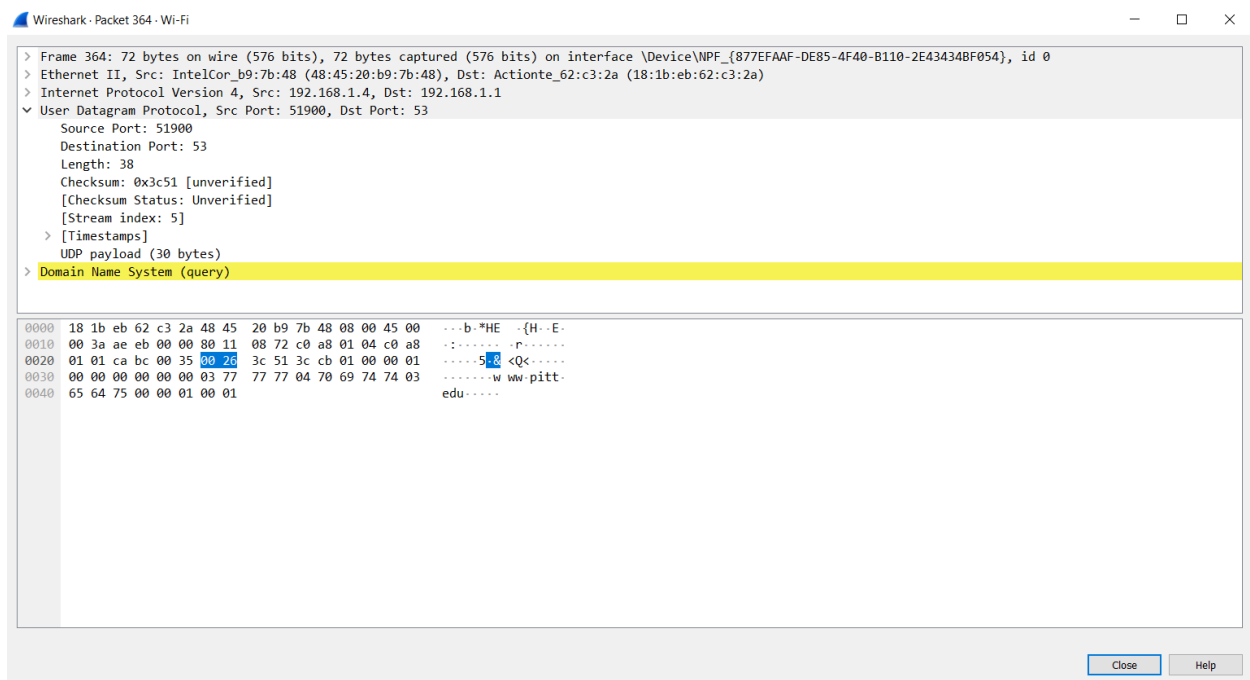 Wireshark · Packet 364 · Wi-Fi
Frame 364: 72 bytes on wire (576 bits), 72 bytes captured (576 bits) on interface \Device\NPF_{877EFAAF-DE85-4F40-B110-2E43434BF054}, id 0
Ethernet II, Src: IntelCor_b9:7b:48 (48:45:20:b9:7b:48), Dst: Actionte_62:c3:2a (18:1b:eb:62:c3:2a)
Internet Protocol Version 4, Src: 192.168.1.4, Dst: 192.168.1.1
User Datagram Protocol, Src Port: 51900, Dst Port: 53
Source Port: 51900
Destination Port: 53
Length: 38
Checksum: 0x3c51 [unverified]
[Checksum Status: Unverified]
[Stream index: 5]
[Timestamps]
UDP payload (30 bytes)
Domain Name System (query)
0000 18 1b eb 62 c3 2a 48 45 20 b9 7b 48 08 00 45 00 ···b·*HE ·{H··E·
0010 00 3a ae eb 00 00 80 11 08 72 c0 a8 01 04 c0 a8 ·:······ ·r······
0020 01 01 ca bc 00 35 00 26 3c 51 3c cb 01 00 00 01 ·····5·& <Q<·····
0030 00 00 00 00 00 00 03 77 77 77 04 70 69 74 74 03 ·······w ww·pitt·
0040 65 64 75 00 00 01 00 01 edu·····
Close Help